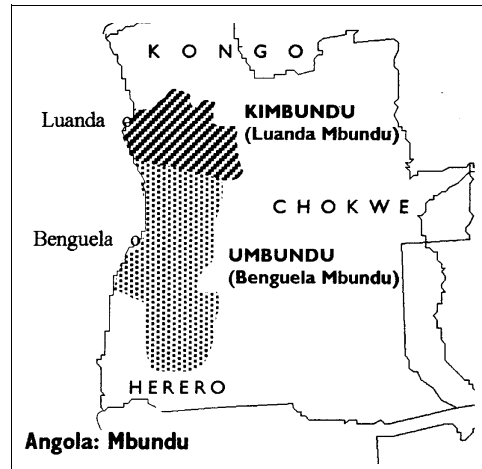 KONGO
Luanda
KIMBUNDU
(Luanda Mbundu)
CHOKWE
Benguela
UMBUNDU
(Benguela Mbundu)
HERERO
Angola: Mbundu